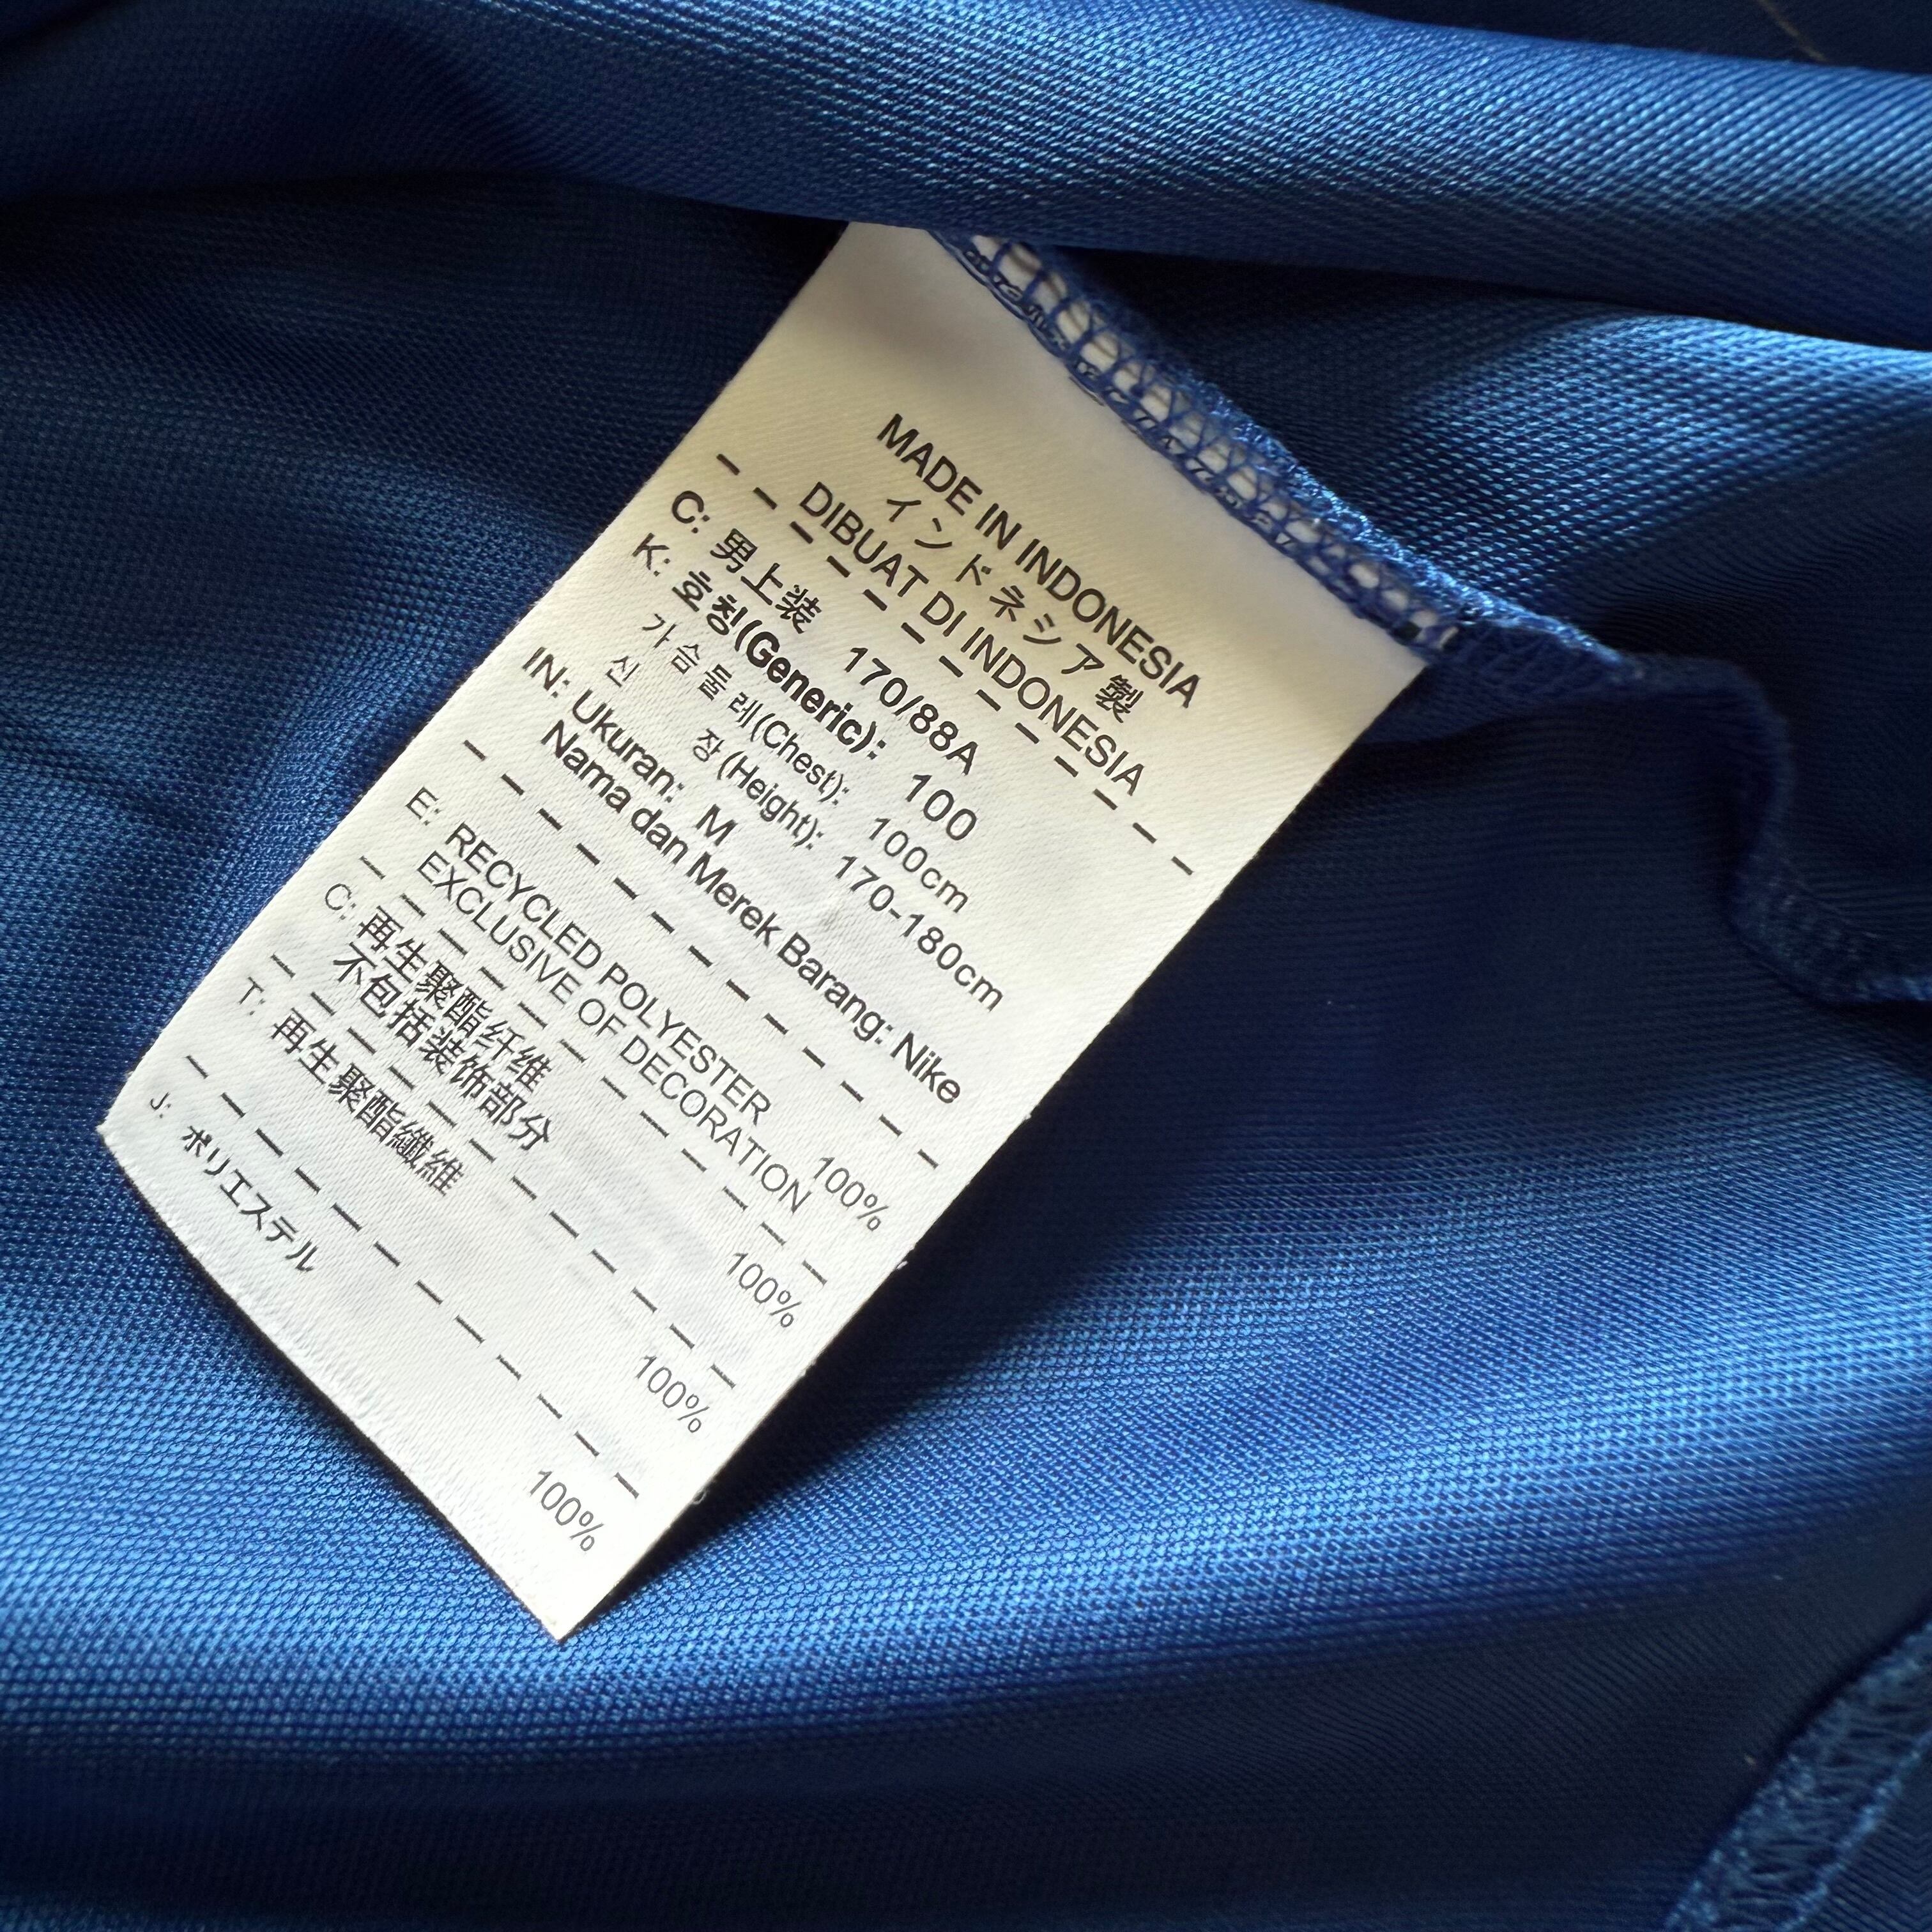 MADE IN INDONESIA
インドネシア製
DIBUAT DI INDONESIA
C: 男上装 170/88A
K: 호칭(Generic): 100
가슴둘레(Chest): 100cm
신 장(Height): 170-180cm
IN: Ukuran: M
Nama dan Merek Barang: Nike
E: RECYCLED POLYESTER 100%
EXCLUSIVE OF DECORATION
C: 再生聚酯纤维 100%
不包括装饰部分
T: 再生聚酯纖維 100%
J: ポリエステル 100%